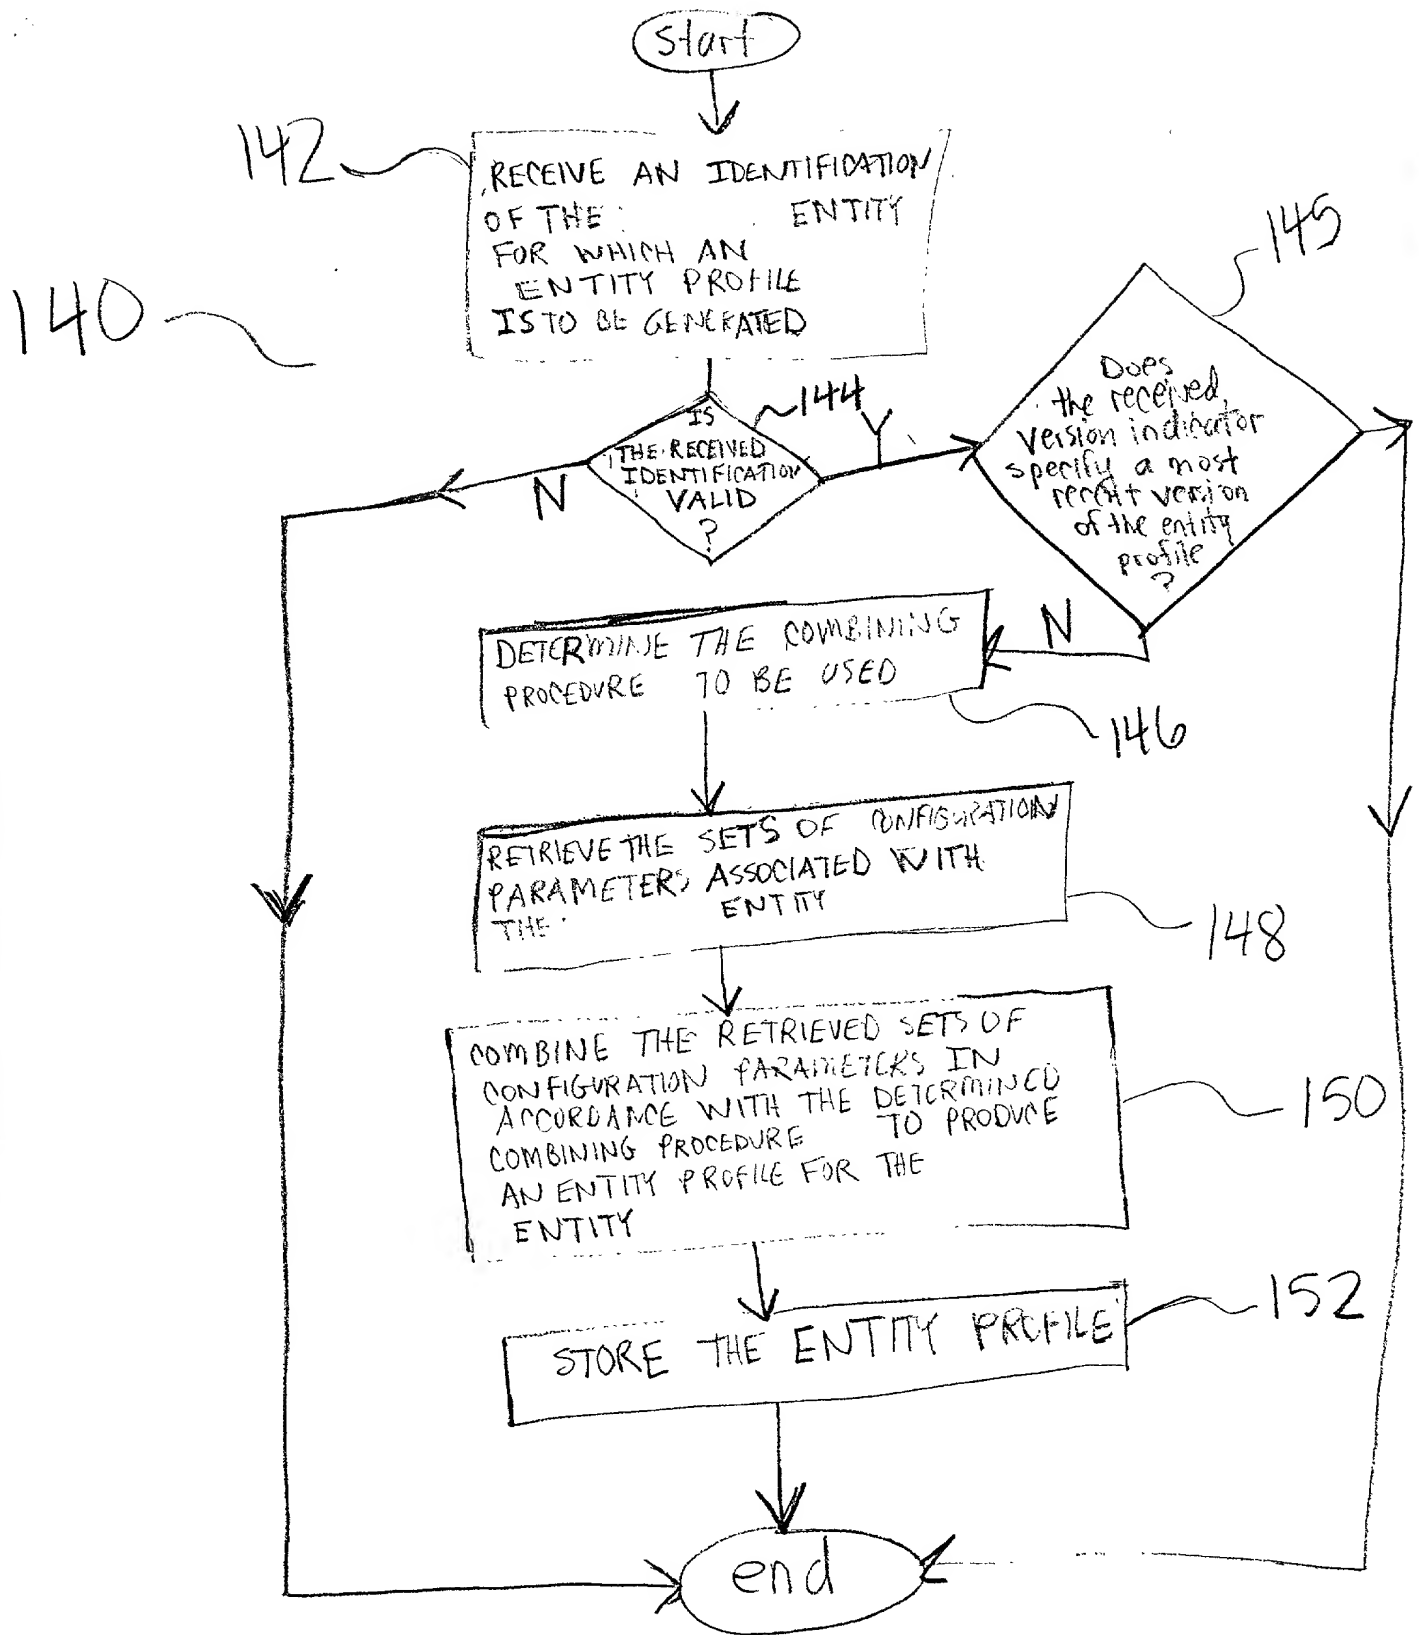 start
142
RECEIVE AN IDENTIFICATION
OF THE ENTITY
FOR WHICH AN
ENTITY PROFILE
IS TO BE GENERATED
140
145
144
IS
THE RECEIVED
IDENTIFICATION
VALID
?
N
Y
Does
the received
version indicator
specify a most
recent version
of the entity
profile
?
N
DETERMINE THE COMBINING
PROCEDURE TO BE USED
146
RETRIEVE THE SETS OF CONFIGURATION
PARAMETERS ASSOCIATED WITH
THE ENTITY
148
COMBINE THE RETRIEVED SETS OF
CONFIGURATION PARAMETERS IN
ACCORDANCE WITH THE DETERMINED
COMBINING PROCEDURE TO PRODUCE
AN ENTITY PROFILE FOR THE
ENTITY
150
STORE THE ENTITY PROFILE
152
end